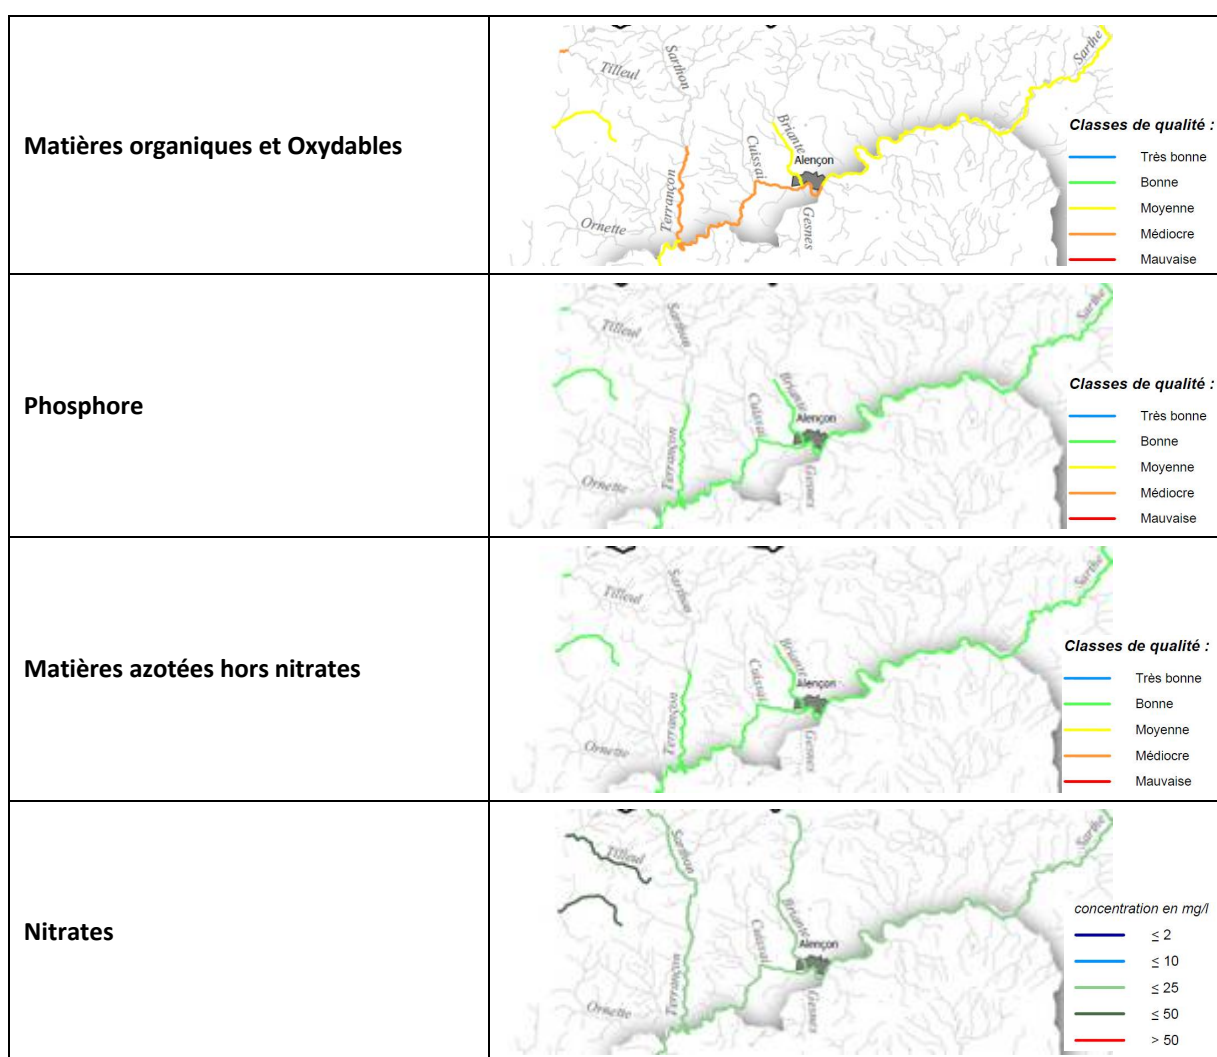 Matières organiques et Oxydables
Sarthe
Sarthon
Tilleul
Briante
Cuissai
Alençon
Terrançon
Ornette
Gesnes
Classes de qualité :
Très bonne
Bonne
Moyenne
Médiocre
Mauvaise
Phosphore
Sarthe
Sarthon
Tilleul
Briante
Cuissai
Alençon
Terrançon
Ornette
Gesnes
Classes de qualité :
Très bonne
Bonne
Moyenne
Médiocre
Mauvaise
Matières azotées hors nitrates
Sarthe
Sarthon
Tilleul
Briante
Cuissai
Alençon
Terrançon
Ornette
Gesnes
Classes de qualité :
Très bonne
Bonne
Moyenne
Médiocre
Mauvaise
Nitrates
Sarthe
Sarthon
Tilleul
Briante
Cuissai
Alençon
Terrançon
Ornette
Gesnes
concentration en mg/l
≤ 2
≤ 10
≤ 25
≤ 50
> 50